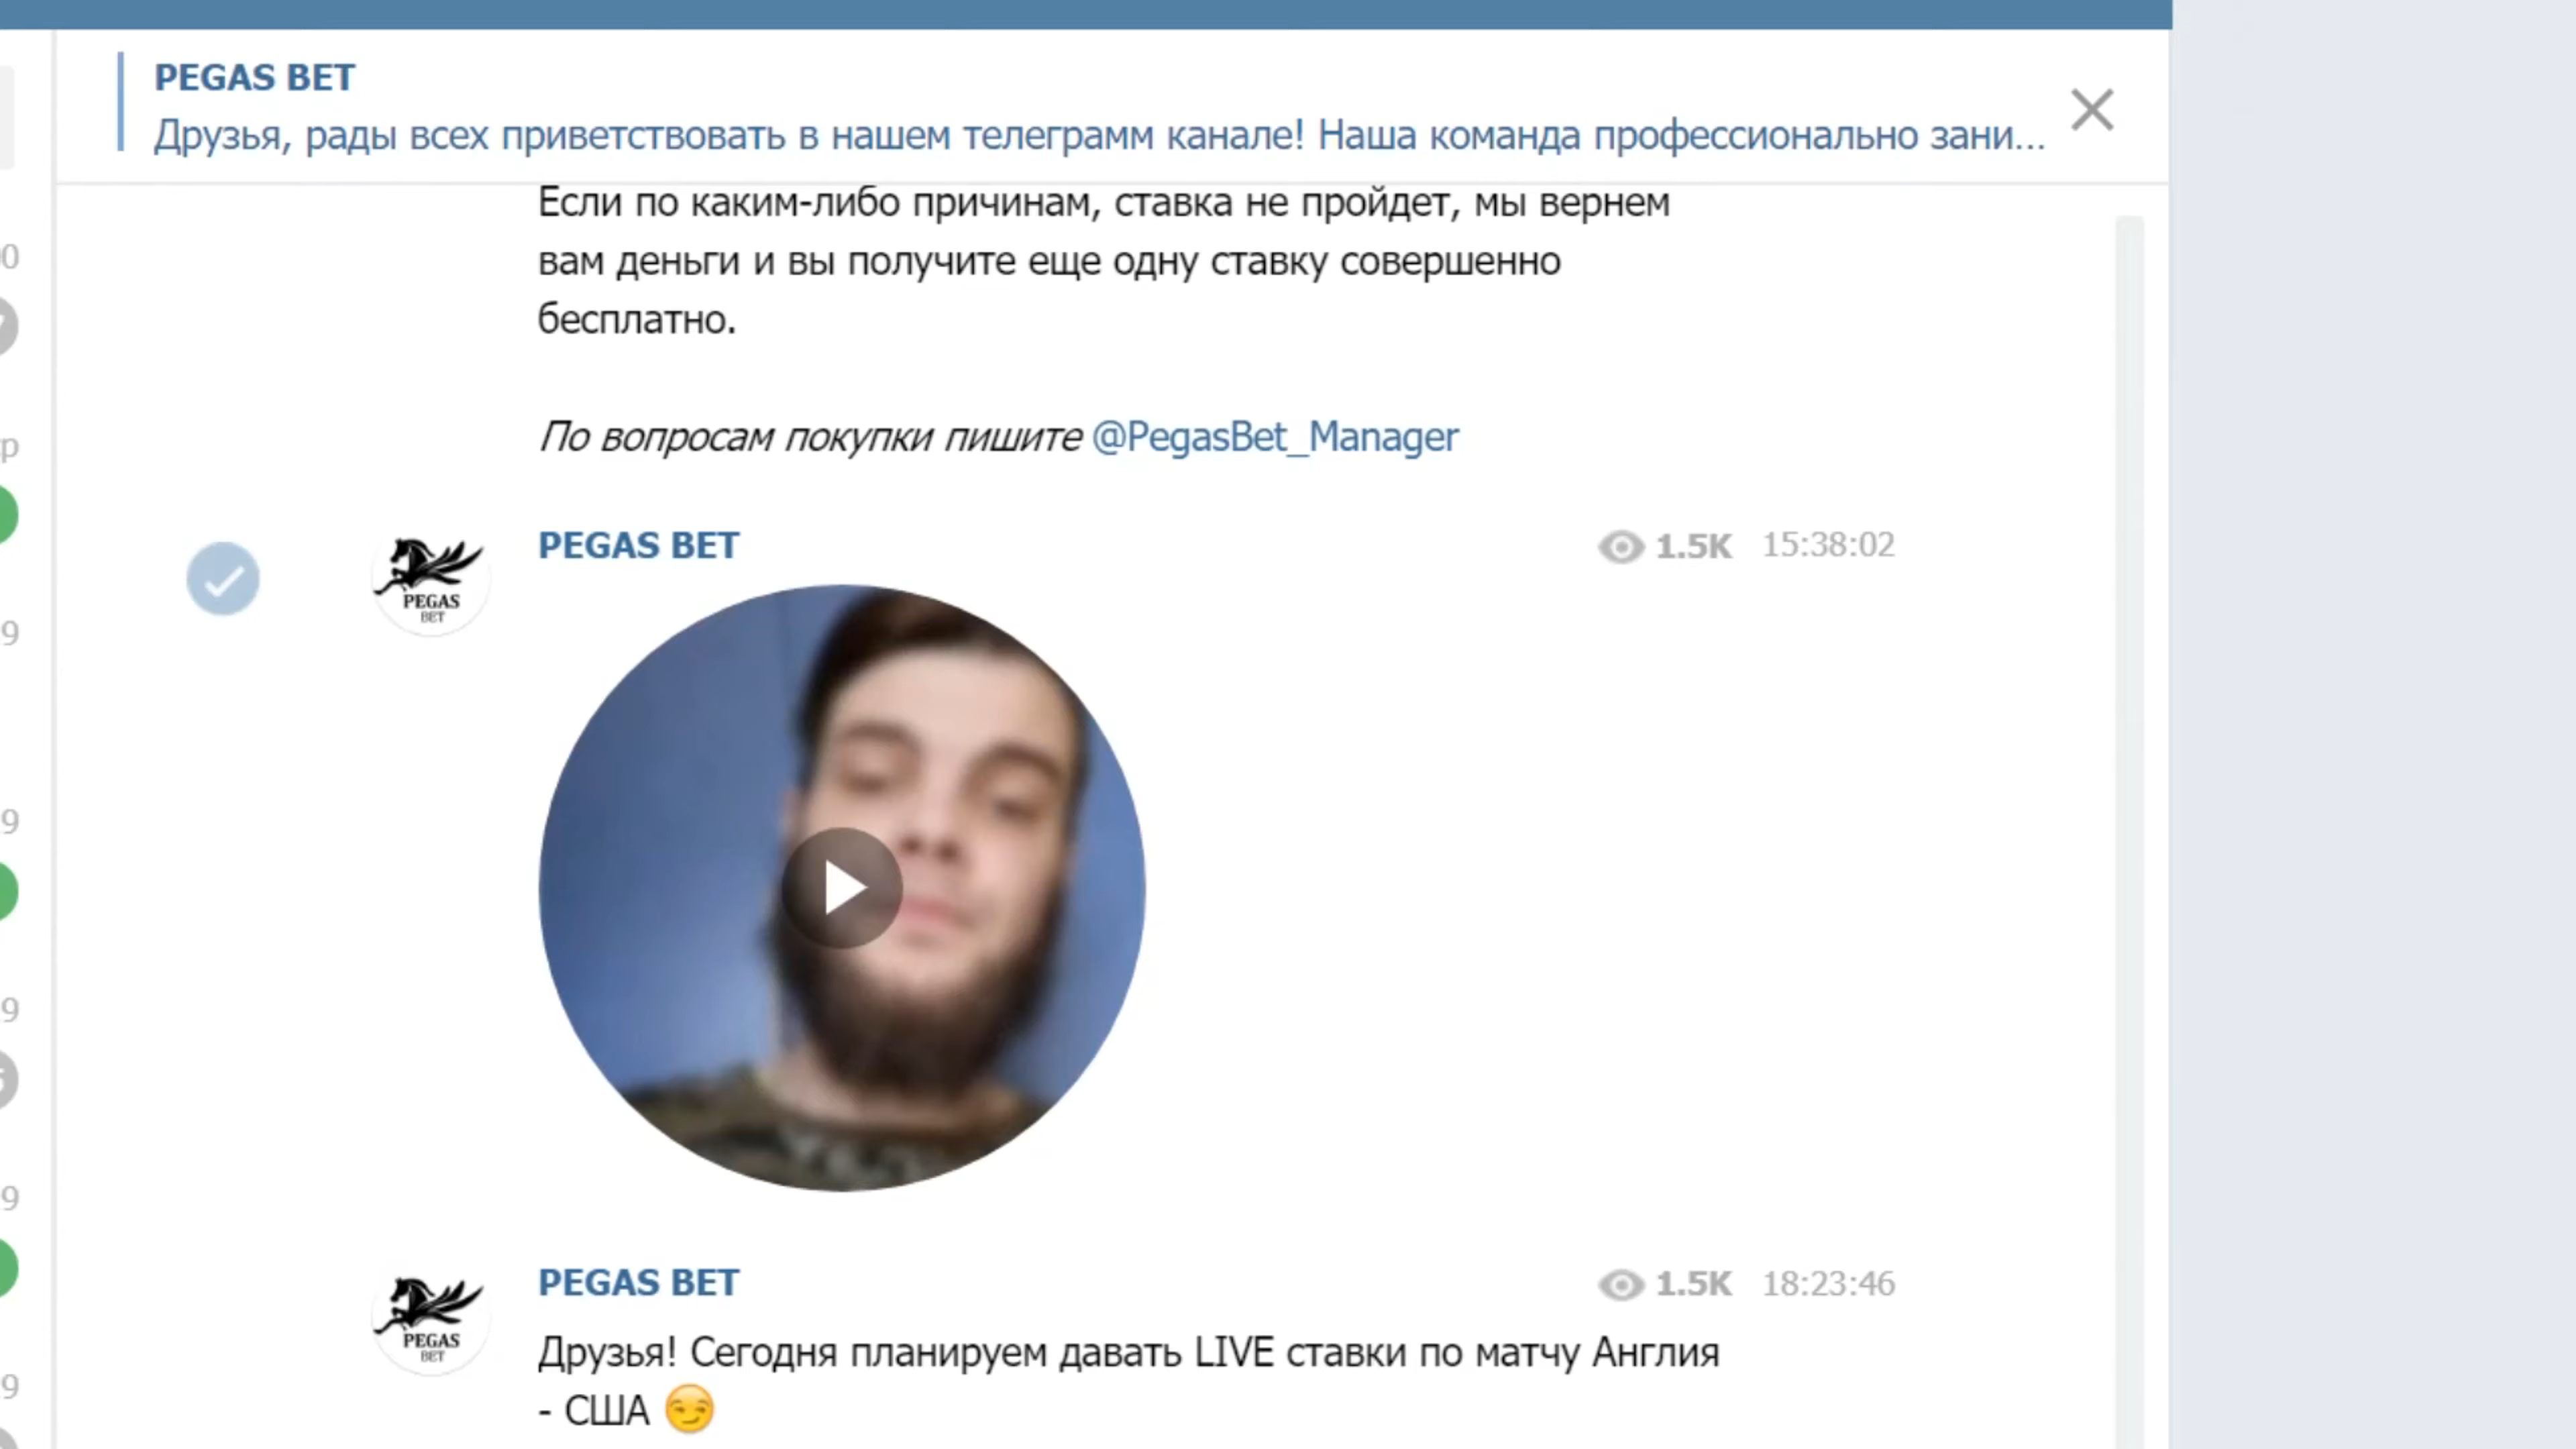 PEGAS BET
Друзья, рады всех приветствовать в нашем телеграмм канале! Наша команда профессионально зани...
Если по каким-либо причинам, ставка не пройдет, мы вернем
вам деньги и вы получите еще одну ставку совершенно
бесплатно.
По вопросам покупки пишите @PegasBet_Manager
PEGAS BET 1.5K 15:38:02
PEGAS
BET
PEGAS BET 1.5K 18:23:46
PEGAS
BET
Друзья! Сегодня планируем давать LIVE ставки по матчу Англия
- США